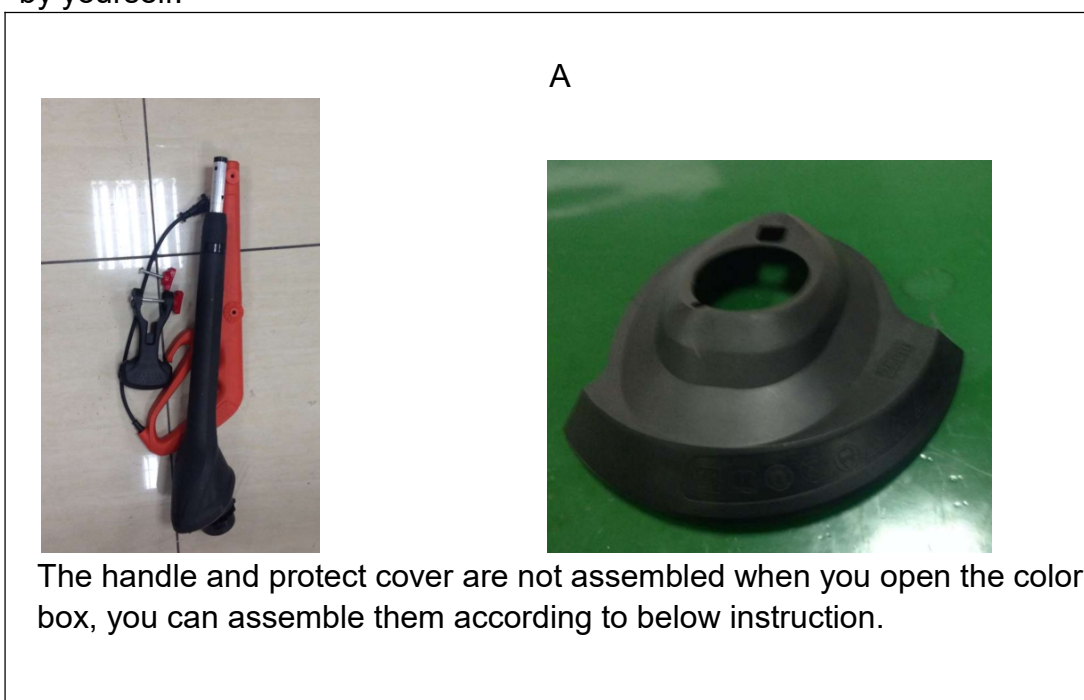 by yourself.
A
The handle and protect cover are not assembled when you open the color
box, you can assemble them according to below instruction.